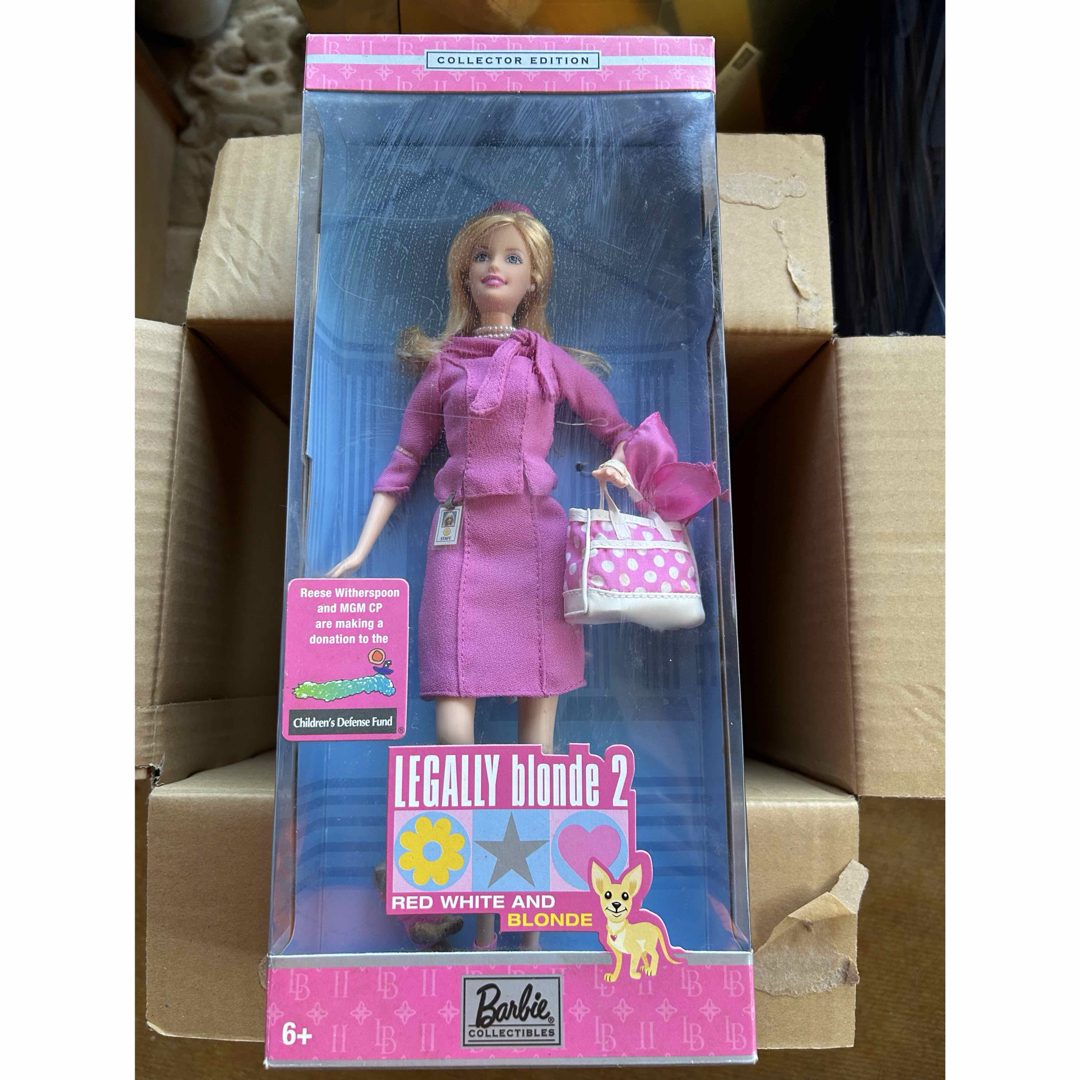 COLLECTOR EDITION
STAFF
Reese Witherspoon
and MGM CP
are making a
donation to the
Children's Defense Fund®
LEGALLY blonde 2
RED WHITE AND
BLONDE
Barbie®
COLLECTIBLES
6+